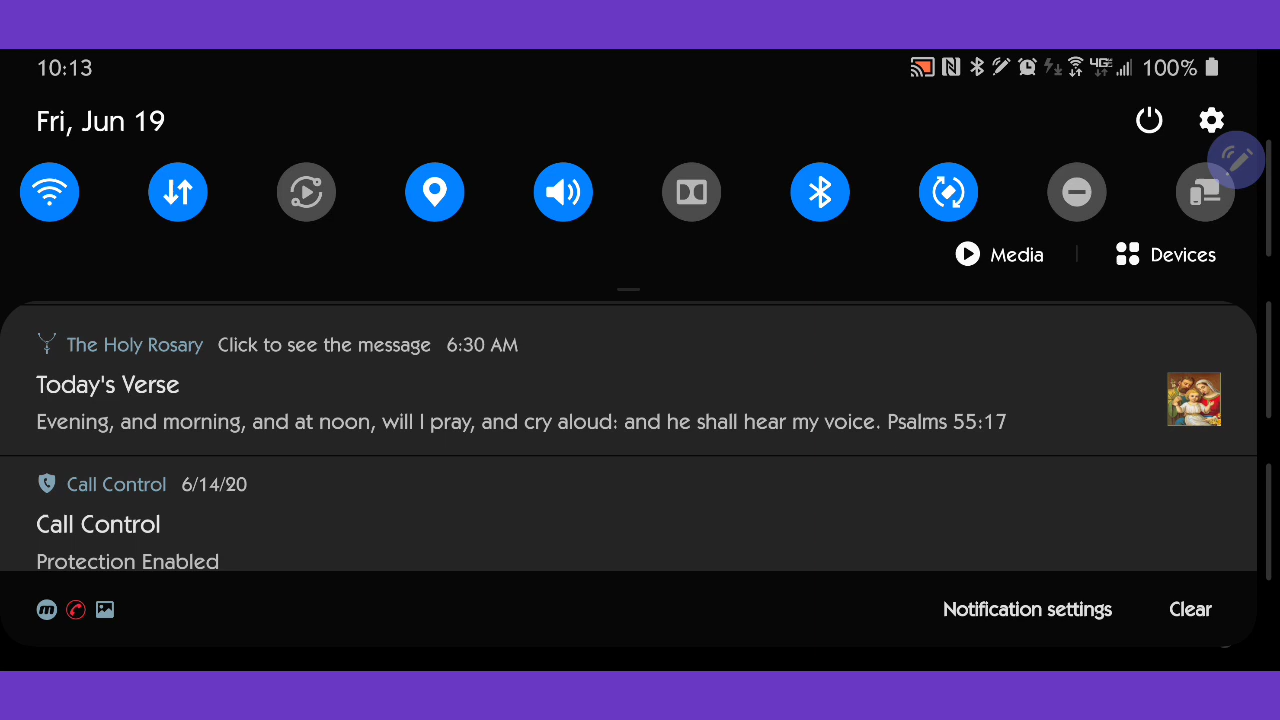 10:13
4G 100%
Fri, Jun 19
Media
Devices
The Holy Rosary Click to see the message 6:30 AM
Today's Verse
Evening, and morning, and at noon, will I pray, and cry aloud: and he shall hear my voice. Psalms 55:17
Call Control 6/14/20
Call Control
Protection Enabled
Notification settings
Clear